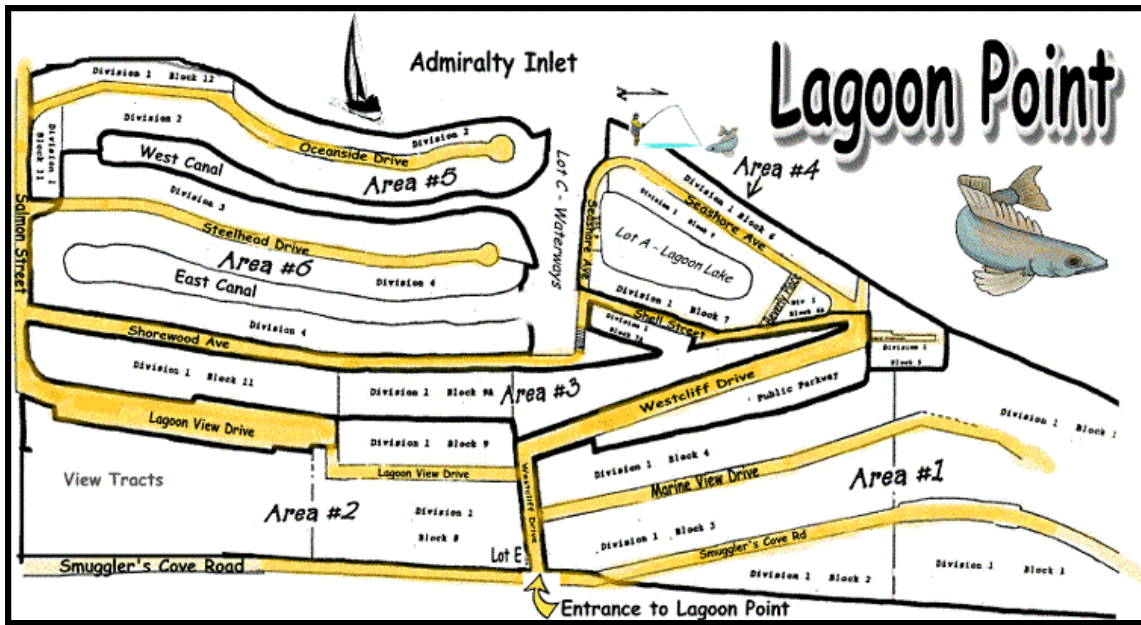 Lagoon Point
Admiralty Inlet
Division 1 Block 12
Division 2
Division 2
Oceanside Drive
West Canal
Area #5
Division 1
Block 11
Division 3
Salmon Street
Steelhead Drive
Area #6
East Canal
Division 4
Division 4
Shorewood Ave
Lot C - Waterways
Area #4
Division 1 Block 6
Seashore Ave
Seashore Ave
Lot A - Lagoon Lake
Beverly Place
Division 1 Block 7
Shell Street
Division 1
Block 7A
Division 1
Block 5
Division 1 Block 11
Division 1 Block 9A
Area #3
Westcliff Drive
Public Parkway
Lagoon View Drive
Division 1 Block 9
Lagoon View Drive
Westcliff Drive
Division 1 Block 4
Marine View Drive
Division 1 Block 1
Area #1
View Tracts
Area #2
Division 1
Block 8
Division 1 Block 3
Smuggler's Cove Rd
Lot E
Smuggler's Cove Road
Division 1 Block 2
Division 1 Block 1
Entrance to Lagoon Point